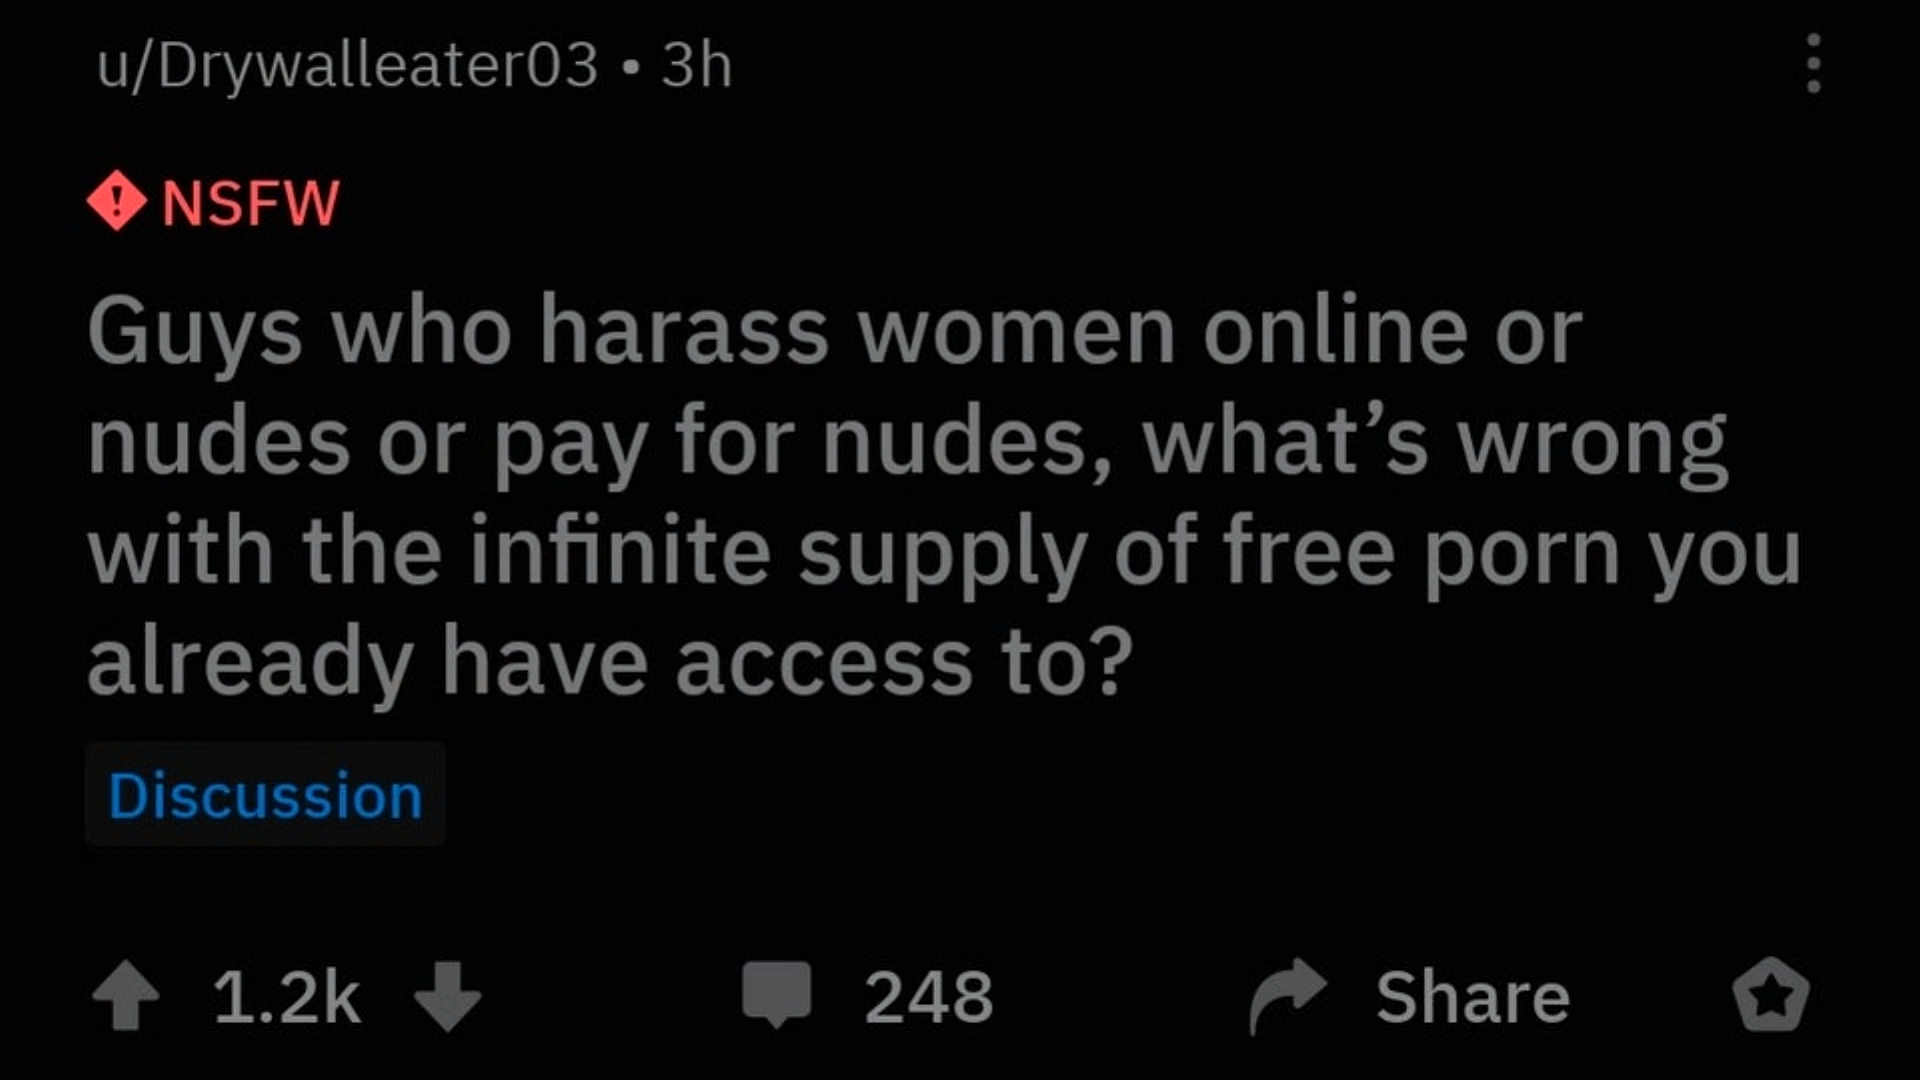 u/Drywalleater03 • 3h
NSFW
Guys who harass women online or
nudes or pay for nudes, what’s wrong
with the infinite supply of free porn you
already have access to?
Discussion
1.2k 248 Share